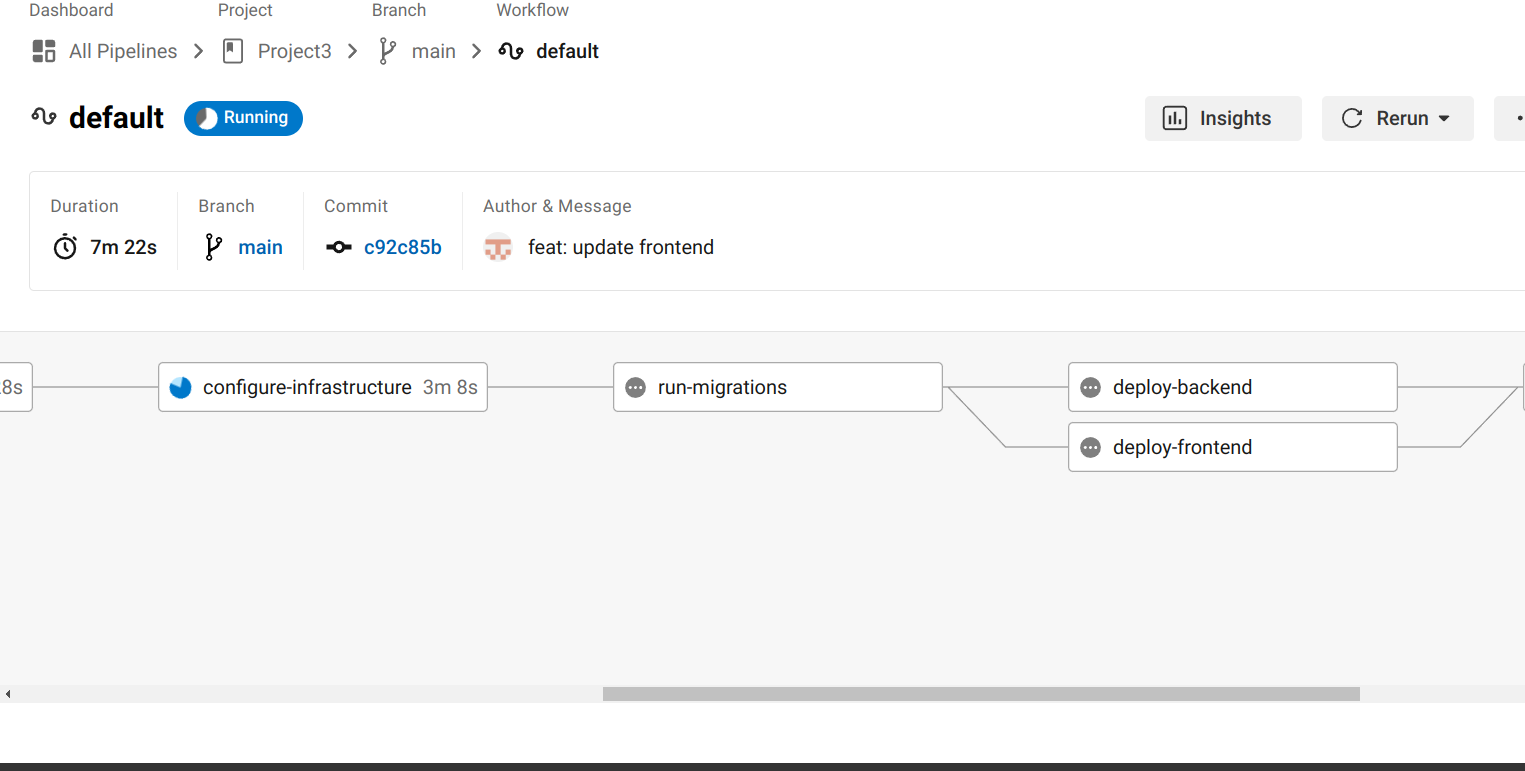 Dashboard Project Branch Workflow
All Pipelines Project3 main default
default Running Insights Rerun
Duration Branch Commit Author & Message
7m 22s main c92c85b feat: update frontend
8s configure-infrastructure 3m 8s run-migrations deploy-backend
deploy-frontend